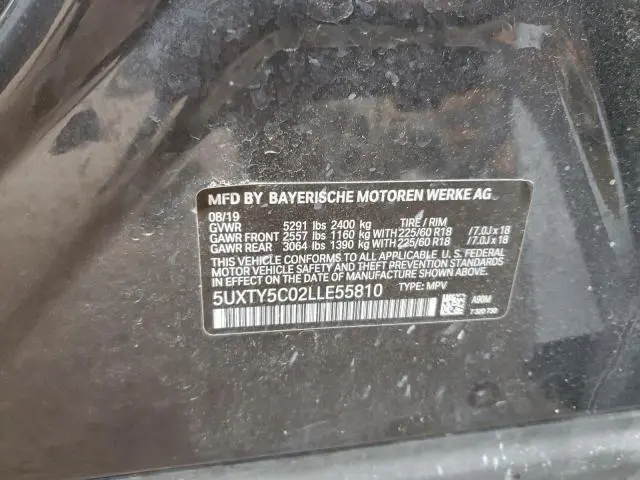 MFD BY BAYERISCHE MOTOREN WERKE AG
08/19 TIRE / RIM
GVWR 5291 lbs 2400 kg
GAWR FRONT 2557 lbs 1160 kg WITH 225/60 R18 /7.0J x 18
GAWR REAR 3064 lbs 1390 kg WITH 225/60 R18 /7.0J x 18
THIS VEHICLE CONFORMS TO ALL APPLICABLE U. S. FEDERAL
MOTOR VEHICLE SAFETY AND THEFT PREVENTION STANDARDS
IN EFFECT ON THE DATE OF MANUFACTURE SHOWN ABOVE.
5UXTY5C02LLE55810 TYPE: MPV
A90M
7 320 730